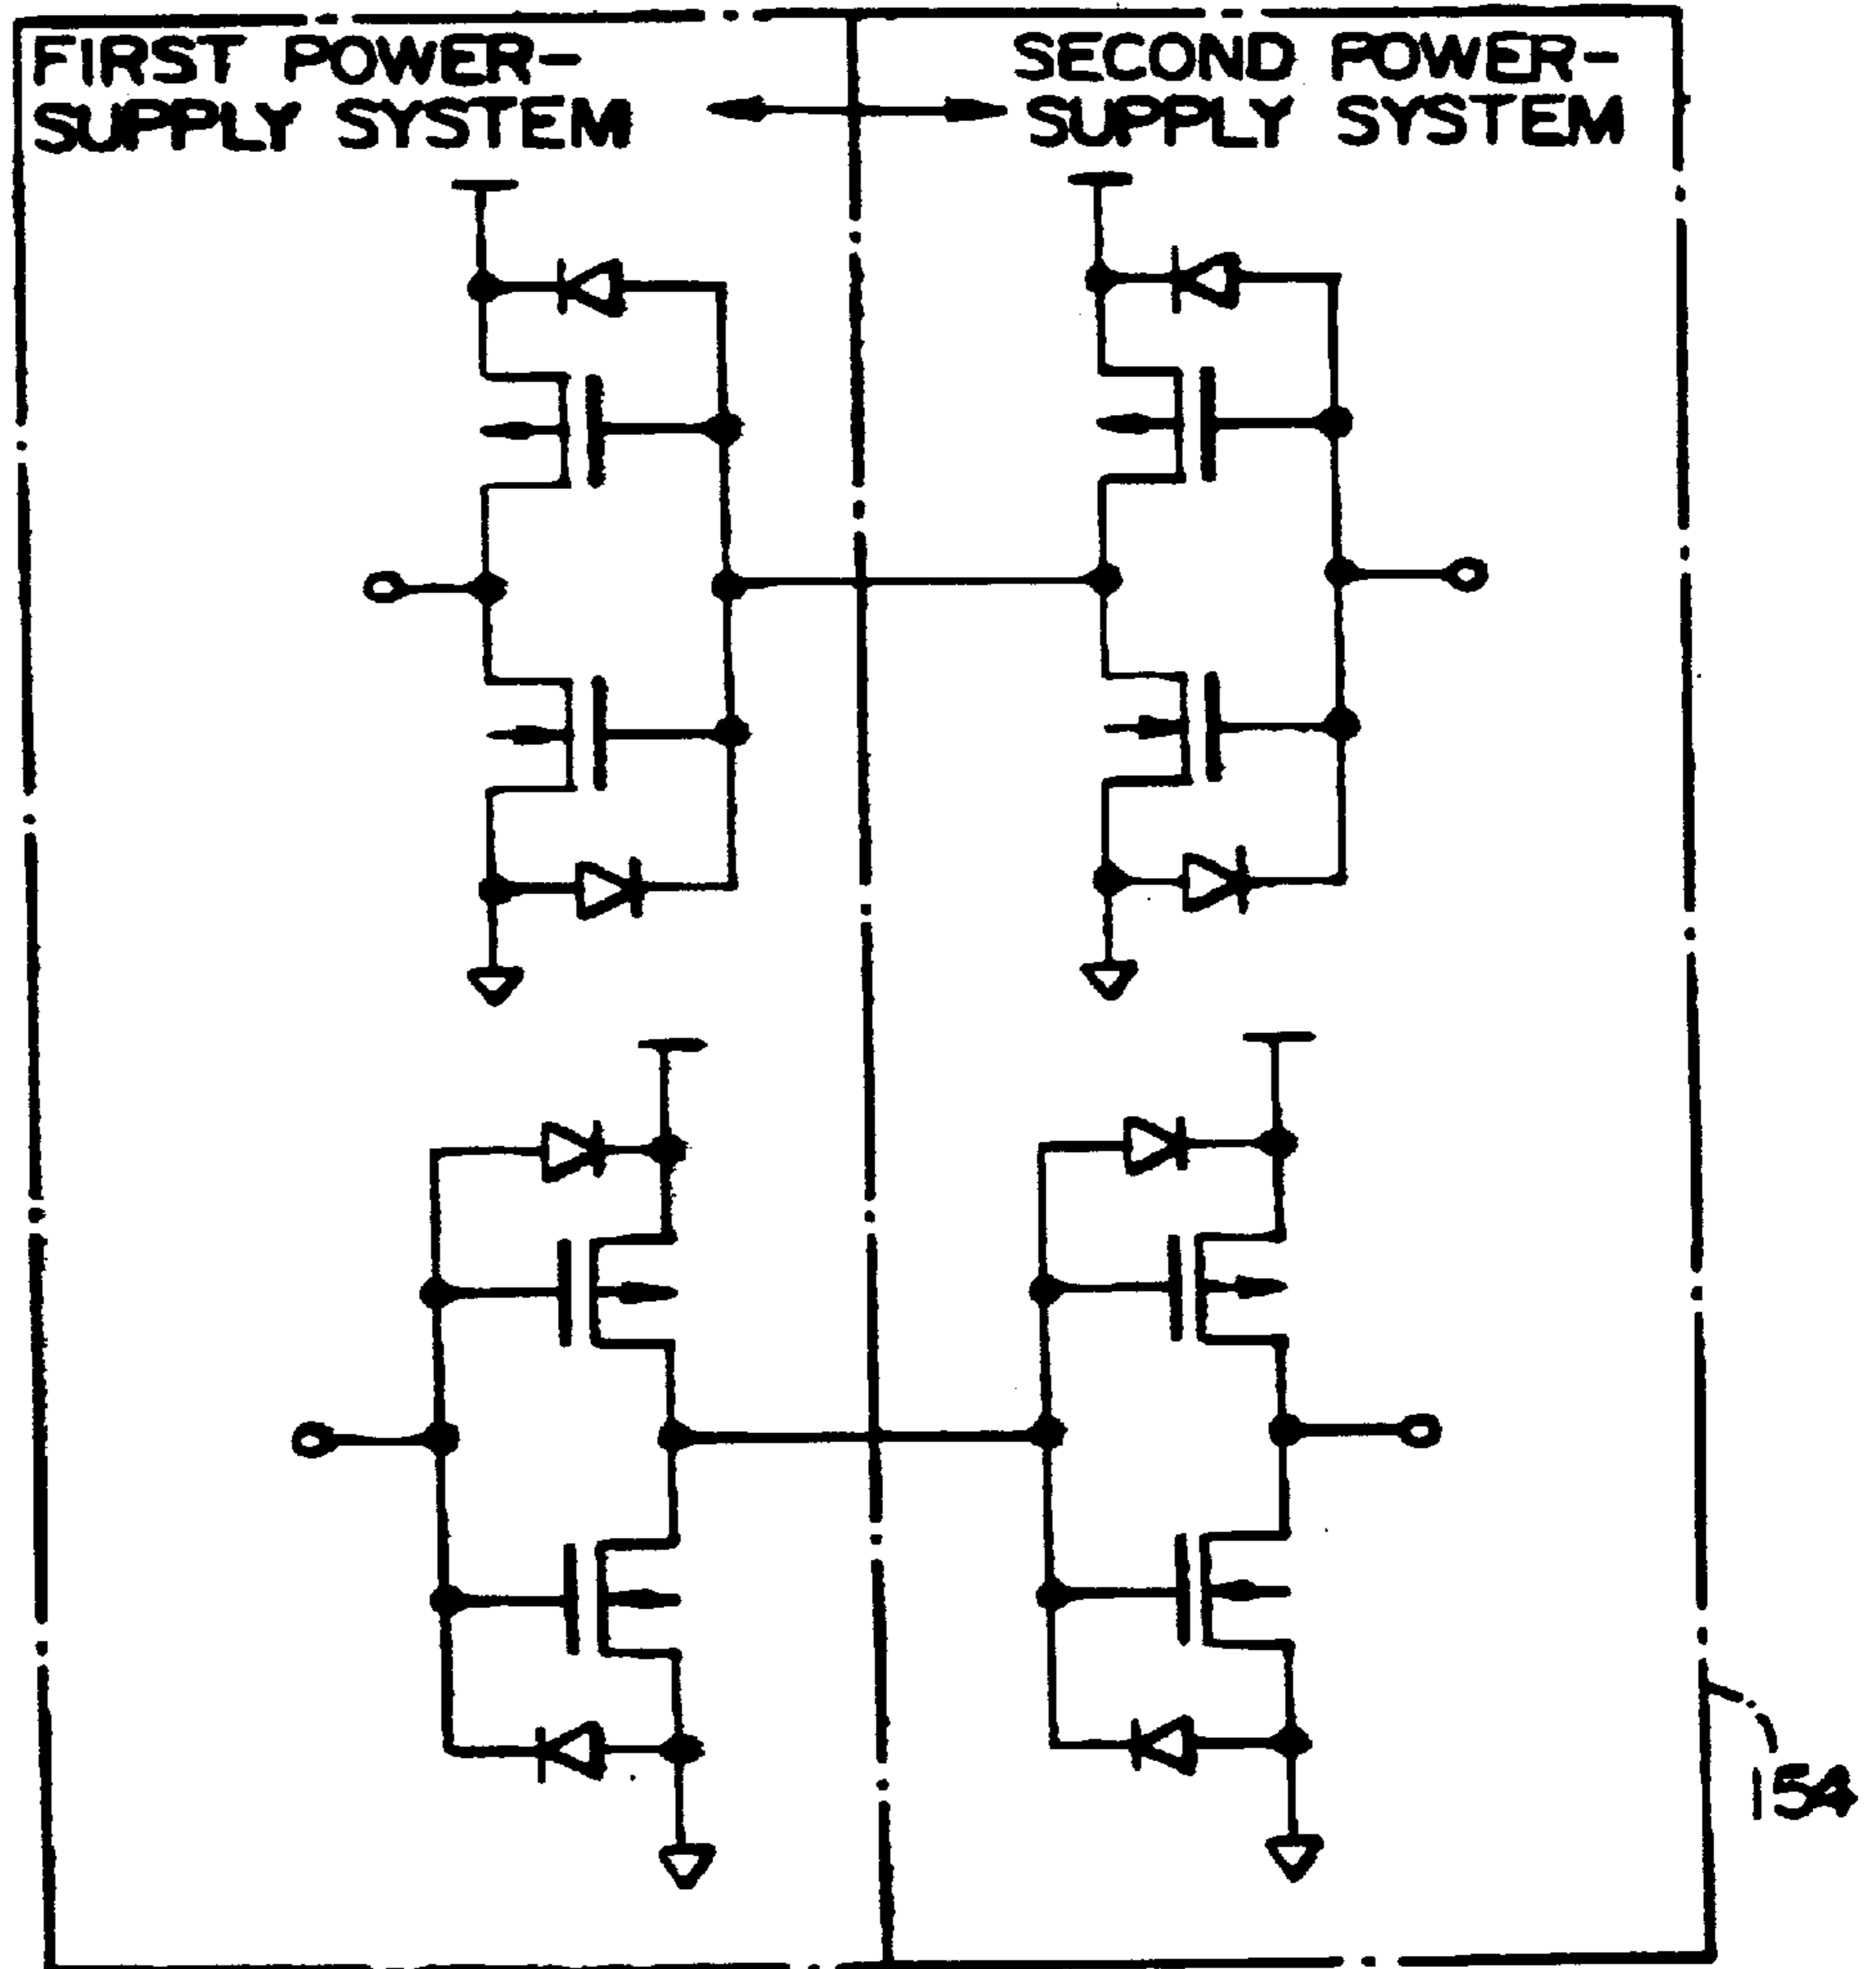 FIRST POWER-
SUPPLY SYSTEM
SECOND POWER-
SUPPLY SYSTEM
154